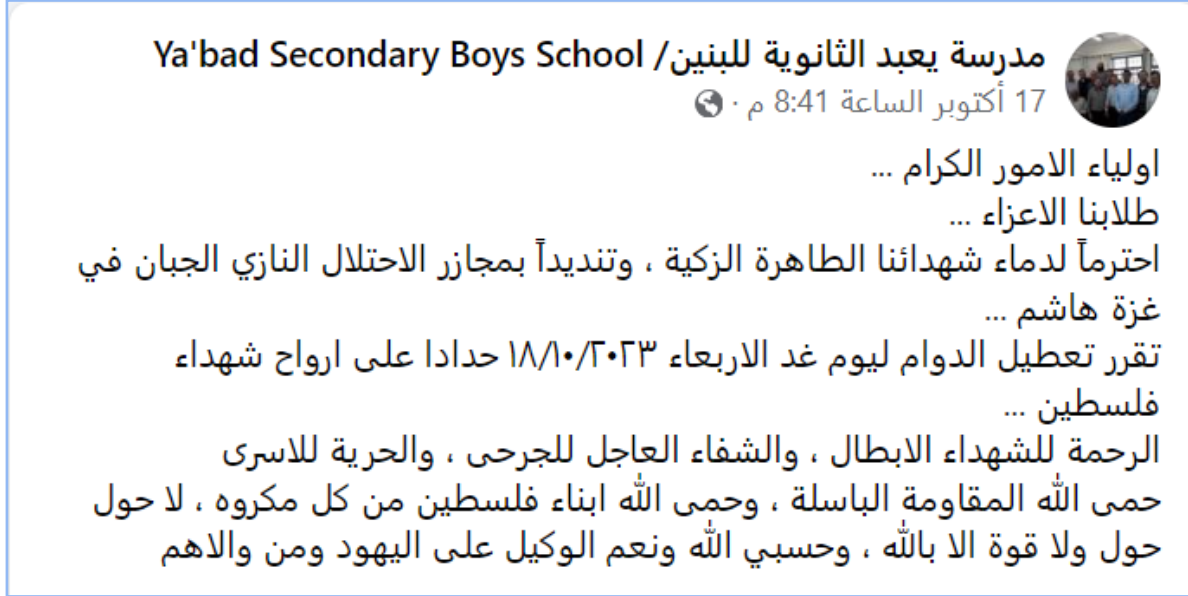 مدرسة يعبد الثانوية للبنين/ Ya'bad Secondary Boys School
17 أكتوبر الساعة 8:41 م ·
اولياء الامور الكرام ...
طلابنا الاعزاء ...
احترماً لدماء شهدائنا الطاهرة الزكية ، وتنديداً بمجازر الاحتلال النازي الجبان في
غزة هاشم ...
تقرر تعطيل الدوام ليوم غد الاربعاء ١٨/١٠/٢٠٢٣ حدادا على ارواح شهداء
فلسطين ...
الرحمة للشهداء الابطال ، والشفاء العاجل للجرحى ، والحرية للاسرى
حمى الله المقاومة الباسلة ، وحمى الله ابناء فلسطين من كل مكروه ، لا حول
حول ولا قوة الا بالله ، وحسبي الله ونعم الوكيل على اليهود ومن والاهم